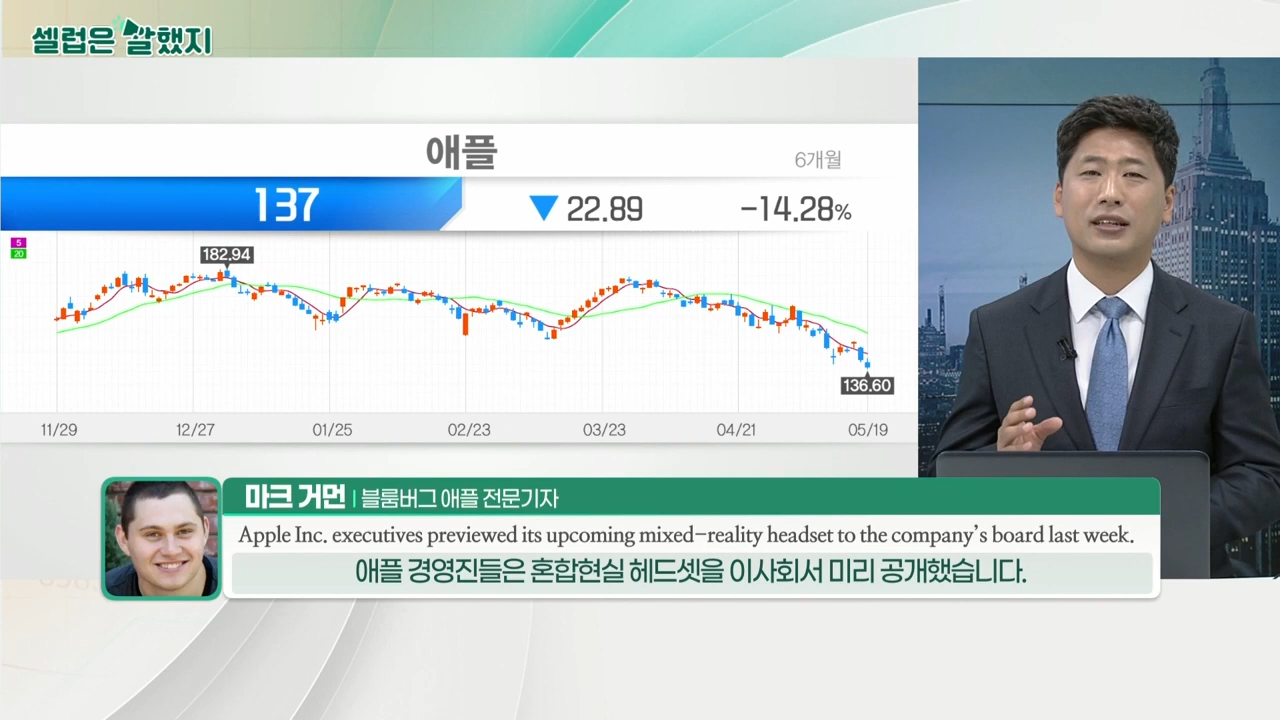 셀럽은 말했지
애플
6개월
137
▼ 22.89
-14.28%
5
20
182.94
136.60
11/29 12/27 01/25 02/23 03/23 04/21 05/19
마크 거먼 | 블룸버그 애플 전문기자
Apple Inc. executives previewed its upcoming mixed-reality headset to the company's board last week.
애플 경영진들은 혼합현실 헤드셋을 이사회서 미리 공개했습니다.